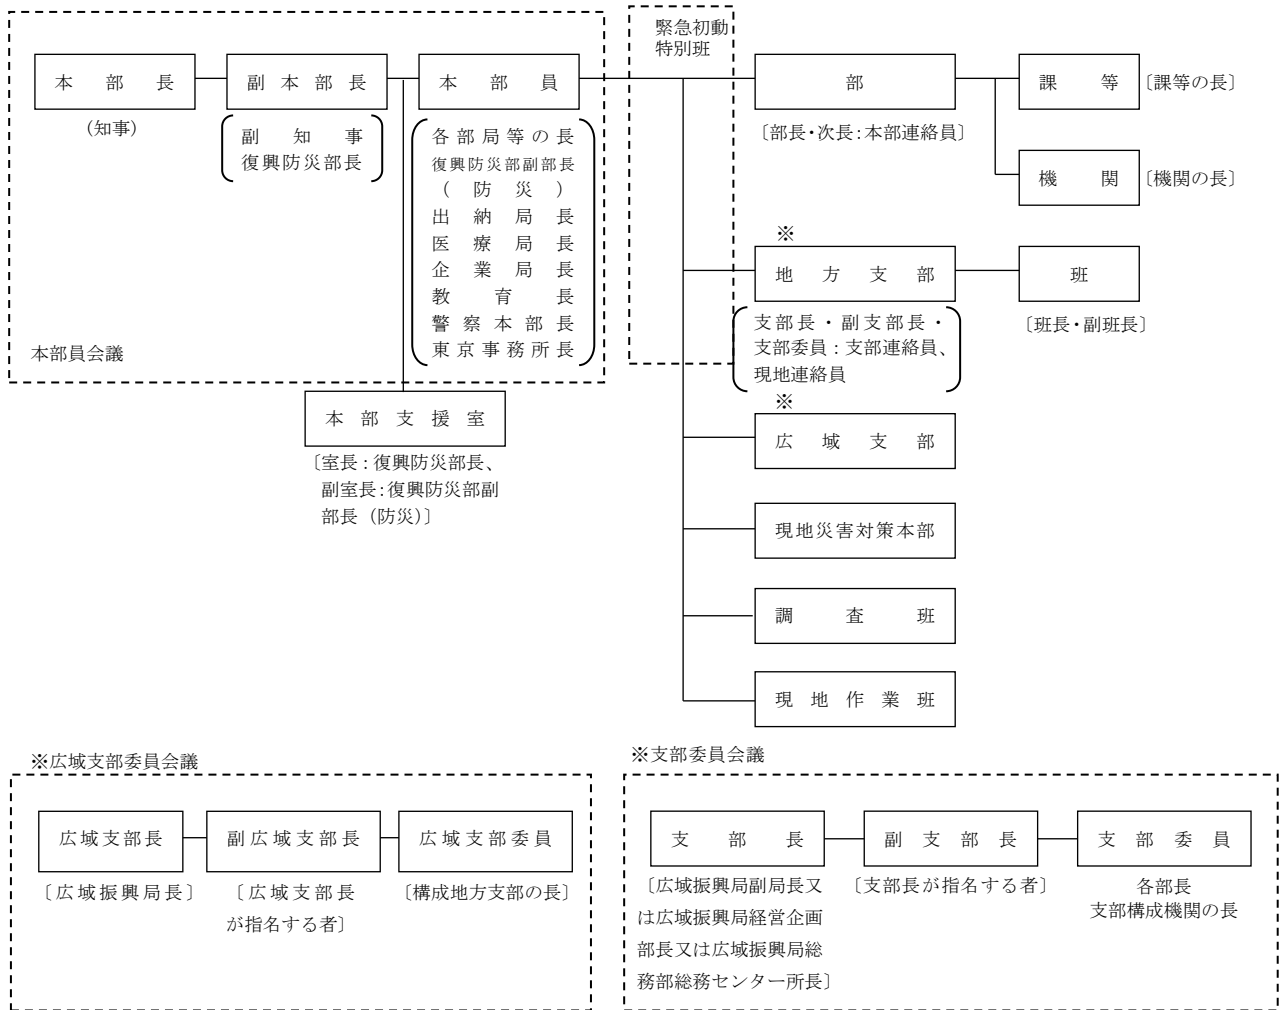 緊急初動
特別班
本部長
副本部長
本部員
部
課等
〔課等の長〕
（知事）
副知事
復興防災部長
各部局等の長
復興防災部副部長
（防災）
出納局長
医療局長
企業局長
教育長
警察本部長
東京事務所長
〔部長・次長：本部連絡員〕
機関
〔機関の長〕
※
地方支部
班
支部長・副支部長・
支部委員：支部連絡員、
現地連絡員
〔班長・副班長〕
本部員会議
本部支援室
〔室長：復興防災部長、
副室長：復興防災部副
部長（防災）〕
※
広域支部
現地災害対策本部
調査班
現地作業班
※広域支部委員会議
広域支部長
副広域支部長
広域支部委員
〔広域振興局長〕
〔広域支部長
が指名する者〕
〔構成地方支部の長〕
※支部委員会議
支部長
副支部長
支部委員
〔広域振興局副局長又
は広域振興局経営企画
部長又は広域振興局総
務部総務センター所長〕
〔支部長が指名する者〕
各部長
支部構成機関の長